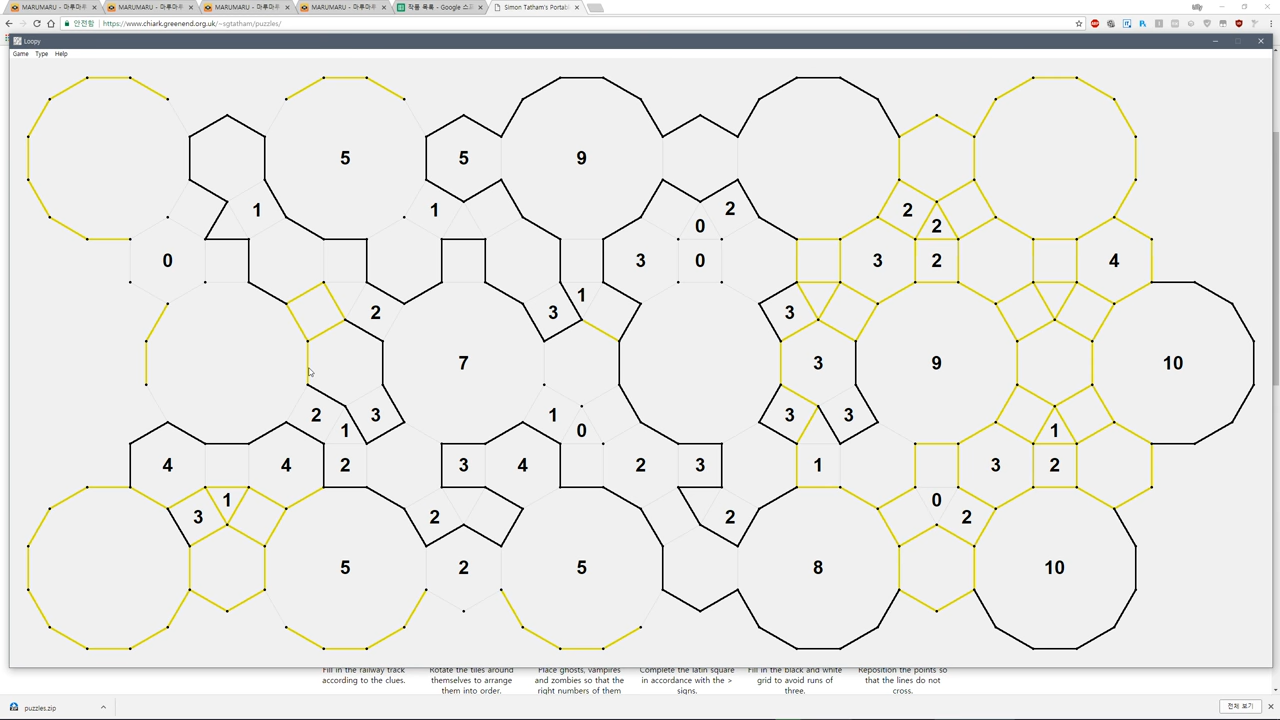 MARUMARU - 마루마루
MARUMARU - 마루마루
MARUMARU - 마루마루
MARUMARU - 마루마루
작품 목록 - Google 스프
Simon Tatham's Portab
안전함 https://www.chiark.greenend.org.uk/~sgtatham/puzzles/
Loopy
Game Type Help
5 5 9
1 1 0 2 2 2
0 3 0 3 2 4
2 3 1 3
7 3 9 10
2 1 3 1 0 3 3 1
4 4 2 3 4 2 3 1 3 2
3 1 2 2 0 2
5 2 5 8 10
Fill in the railway track according to the clues.
Rotate the tiles around themselves to arrange them into order.
Place ghosts, vampires and zombies so that the right numbers of them
Complete the latin square in accordance with the > signs.
Fill in the black and white grid to avoid runs of three.
Reposition the points so that the lines do not cross.
puzzles.zip
전체 보기